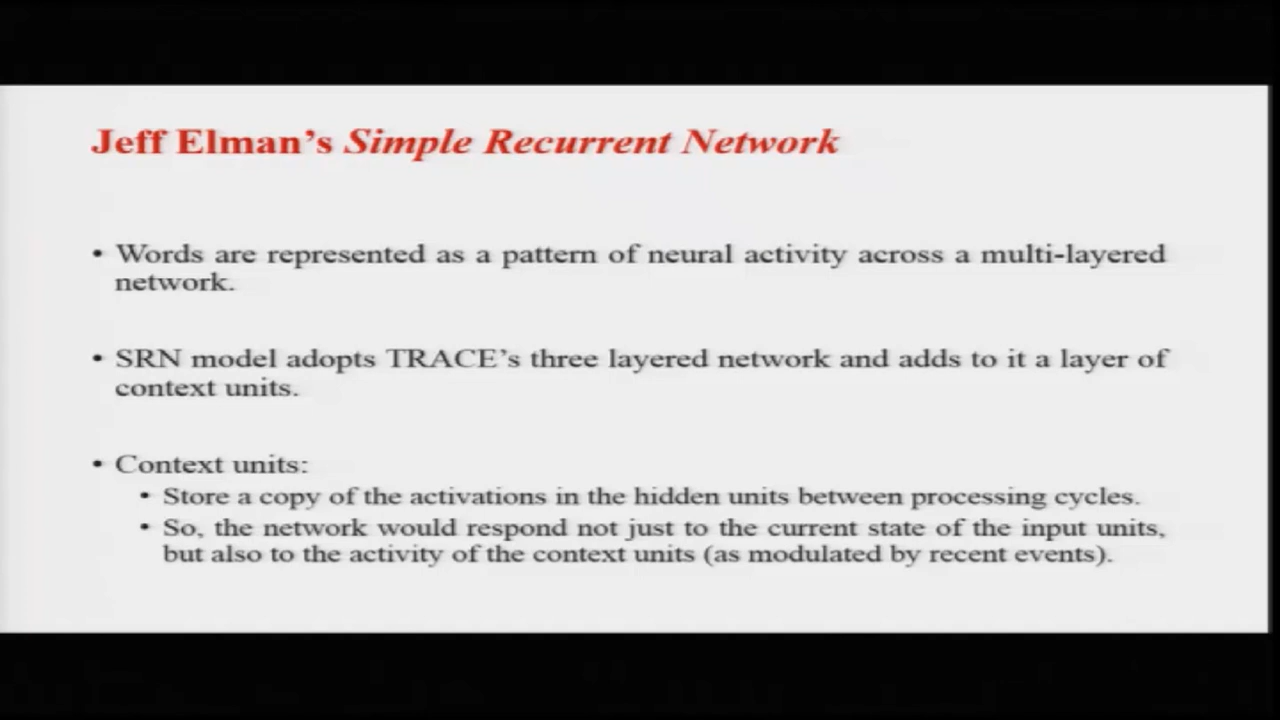 Jeff Elman's Simple Recurrent Network
• Words are represented as a pattern of neural activity across a multi-layered
network.
• SRN model adopts TRACE's three layered network and adds to it a layer of
context units.
• Context units:
• Store a copy of the activations in the hidden units between processing cycles.
• So, the network would respond not just to the current state of the input units,
but also to the activity of the context units (as modulated by recent events).